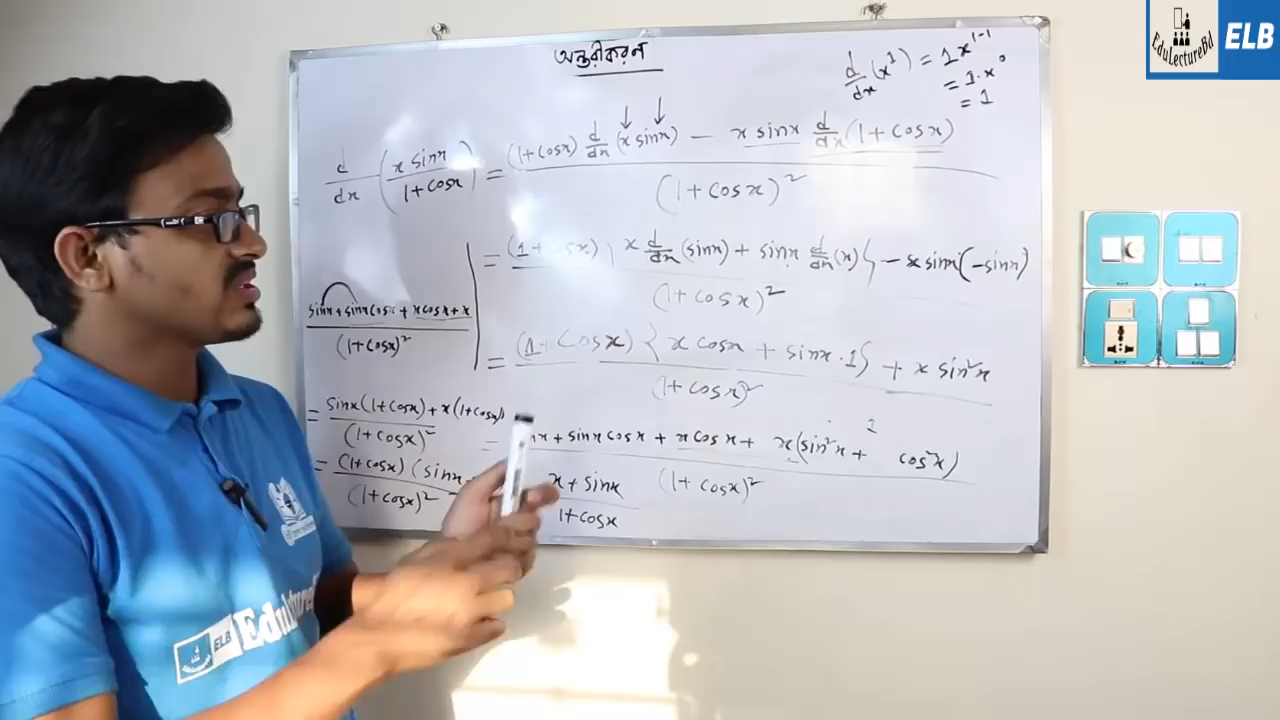 অন্তরীকরণ
d/dx (x¹) = 1x¹⁻¹
= 1·x⁰
= 1
d/dx (x sinx / 1+cosx) = (1+cosx) d/dx (x sinx) − x sinx d/dx (1+cosx) / (1+cosx)²
= (1+cosx) { x d/dx (sinx) + sinx d/dx (x) } − x sinx (−sinx) / (1+cosx)²
= (1+cosx) { x cosx + sinx·1 } + x sin²x / (1+cosx)²
= + sinx cosx + x cosx + x(sin²x + cos²x) / (1+cosx)²
sinx + sinx cosx + x cosx + x / (1+cosx)²
= sinx(1+cosx) + x(1+cosx) / (1+cosx)²
= (1+cosx) (sinx / (1+cosx)²
x + sinx / 1+cosx
EduLectureBd
ELB
ELB